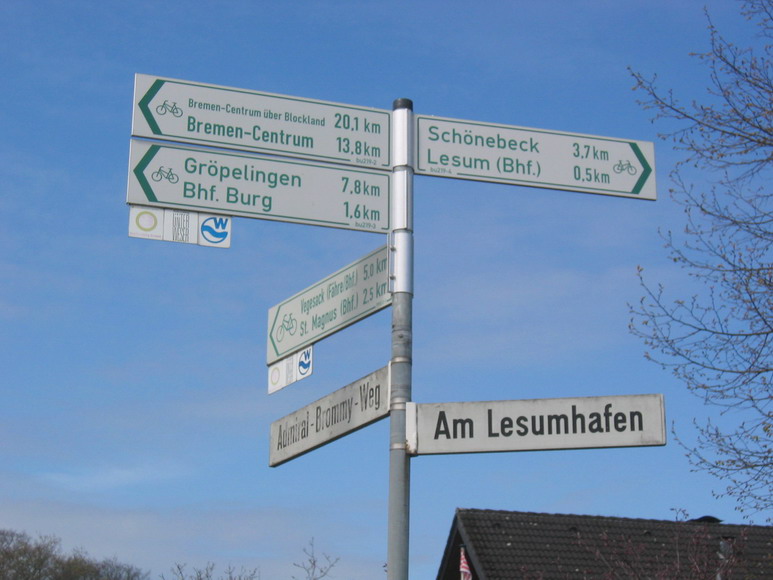 Bremen-Centrum über Blockland 20,1 km
Bremen-Centrum 13,8 km
Gröpelingen 7,8 km
Bhf. Burg 1,6 km
W
Schönebeck 3,7 km
Lesum (Bhf.) 0,5 km
Vegesack (Fähre/Bhf.) 5,0 km
St. Magnus (Bhf.) 2,5 km
W
Admiral-Brommy-Weg
Am Lesumhafen